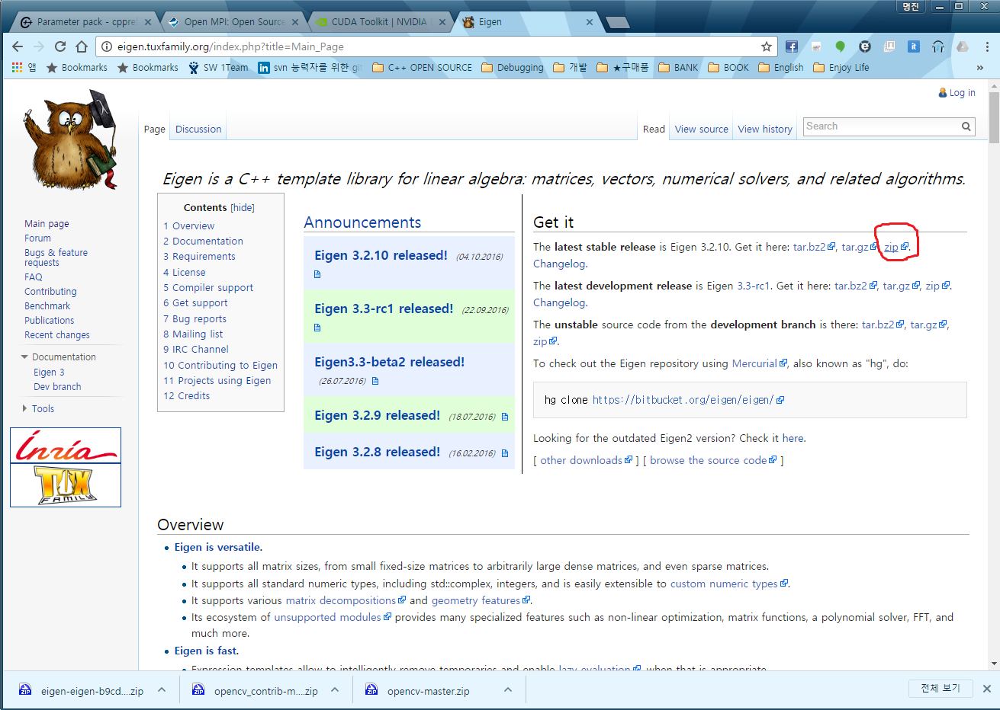 명진
Parameter pack - cppref
Open MPI: Open Source
CUDA Toolkit | NVIDIA
Eigen
eigen.tuxfamily.org/index.php?title=Main_Page
앱
Bookmarks
Bookmarks
SW 1Team
svn 능력자를 위한 gi
C++ OPEN SOURCE
Debugging
개발
★구매품
BANK
BOOK
English
Enjoy Life
»
Log in
Page
Discussion
Read
View source
View history
Search
Eigen is a C++ template library for linear algebra: matrices, vectors, numerical solvers, and related algorithms.
Main page
Forum
Bugs & feature
requests
FAQ
Contributing
Benchmark
Publications
Recent changes
Documentation
Eigen 3
Dev branch
Tools
Inria
TUX
FAMILY
Contents [hide]
1 Overview
2 Documentation
3 Requirements
4 License
5 Compiler support
6 Get support
7 Bug reports
8 Mailing list
9 IRC Channel
10 Contributing to Eigen
11 Projects using Eigen
12 Credits
Announcements
Eigen 3.2.10 released! (04.10.2016)
Eigen 3.3-rc1 released! (22.09.2016)
Eigen3.3-beta2 released!
(26.07.2016)
Eigen 3.2.9 released! (18.07.2016)
Eigen 3.2.8 released! (16.02.2016)
Get it
The latest stable release is Eigen 3.2.10. Get it here: tar.bz2, tar.gz, zip.
Changelog.
The latest development release is Eigen 3.3-rc1. Get it here: tar.bz2, tar.gz, zip.
Changelog.
The unstable source code from the development branch is there: tar.bz2, tar.gz,
zip.
To check out the Eigen repository using Mercurial, also known as "hg", do:
hg clone https://bitbucket.org/eigen/eigen/
Looking for the outdated Eigen2 version? Check it here.
[ other downloads ] [ browse the source code ]
Overview
Eigen is versatile.
It supports all matrix sizes, from small fixed-size matrices to arbitrarily large dense matrices, and even sparse matrices.
It supports all standard numeric types, including std::complex, integers, and is easily extensible to custom numeric types.
It supports various matrix decompositions and geometry features.
Its ecosystem of unsupported modules provides many specialized features such as non-linear optimization, matrix functions, a polynomial solver, FFT, and
much more.
Eigen is fast.
Expression templates allow to intelligently remove temporaries and enable lazy evaluation, when that is appropriate.
eigen-eigen-b9cd....zip
opencv_contrib-m....zip
opencv-master.zip
전체 보기